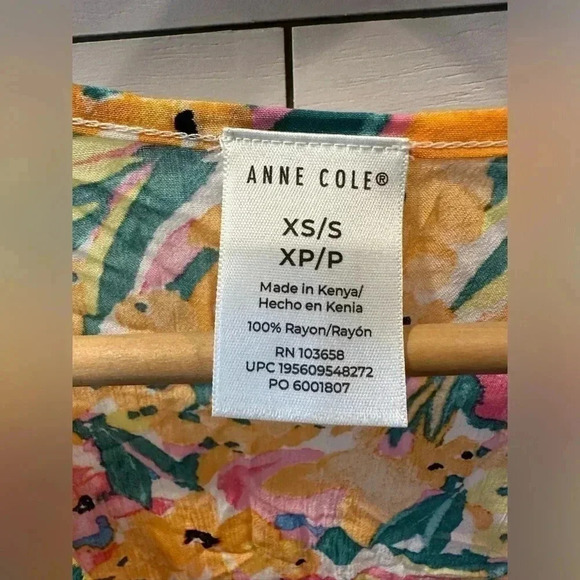 ANNE COLE®
XS/S
XP/P
Made in Kenya/
Hecho en Kenia
100% Rayon/Rayón
RN 103658
UPC 195609548272
PO 6001807